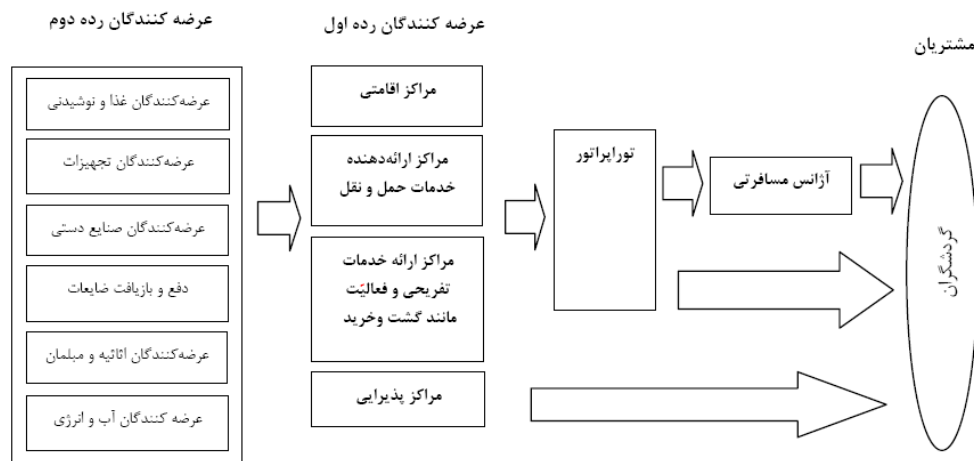 عرضه کنندگان رده دوم
عرضه کنندگان رده اول
مشتریان
عرضه‌کنندگان غذا و نوشیدنی
عرضه‌کنندگان تجهیزات
عرضه‌کنندگان صنایع دستی
دفع و بازیافت ضایعات
عرضه‌کنندگان اثاثیه و مبلمان
عرضه کنندگان آب و انرژی
مراکز اقامتی
مراکز ارائه‌دهنده
خدمات حمل و نقل
مراکز ارائه خدمات
تفریحی و فعالیّت
مانند گشت وخرید
مراکز پذیرایی
توراپراتور
آژانس مسافرتی
گردشگران